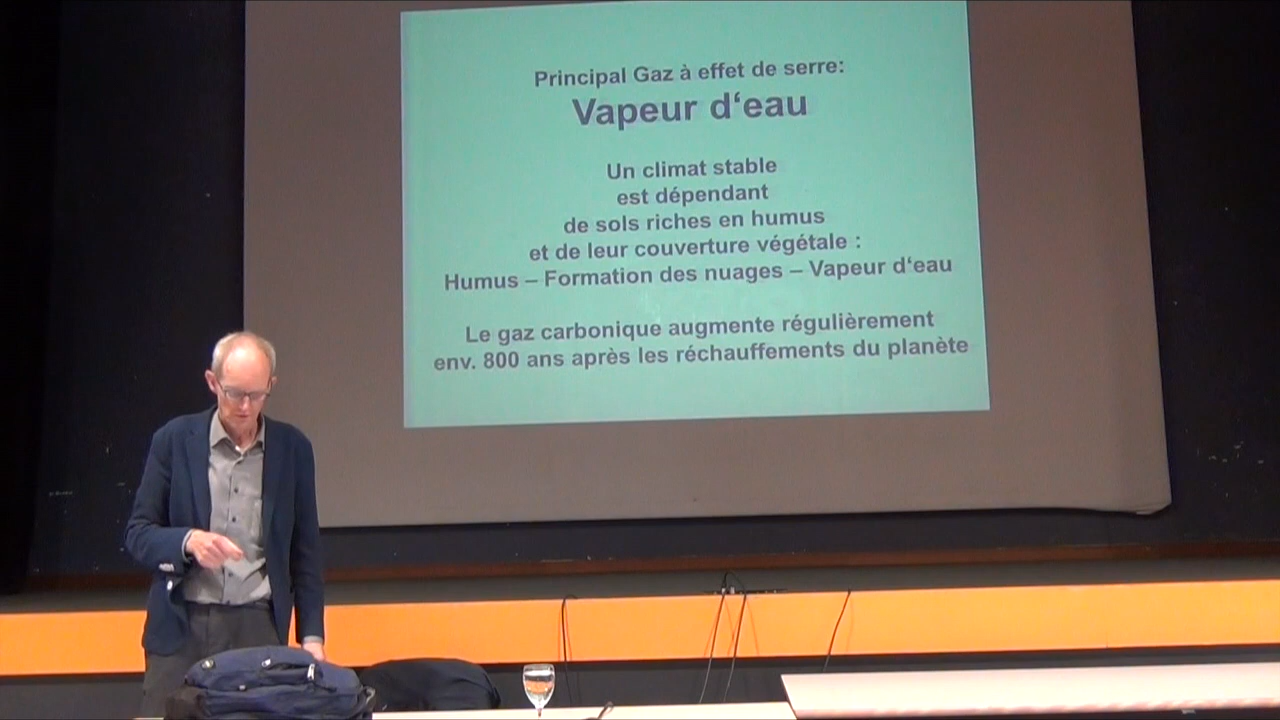 Principal Gaz à effet de serre:
Vapeur d‘eau
Un climat stable
est dépendant
de sols riches en humus
et de leur couverture végétale :
Humus – Formation des nuages – Vapeur d‘eau
Le gaz carbonique augmente régulièrement
env. 800 ans après les réchauffements du planète